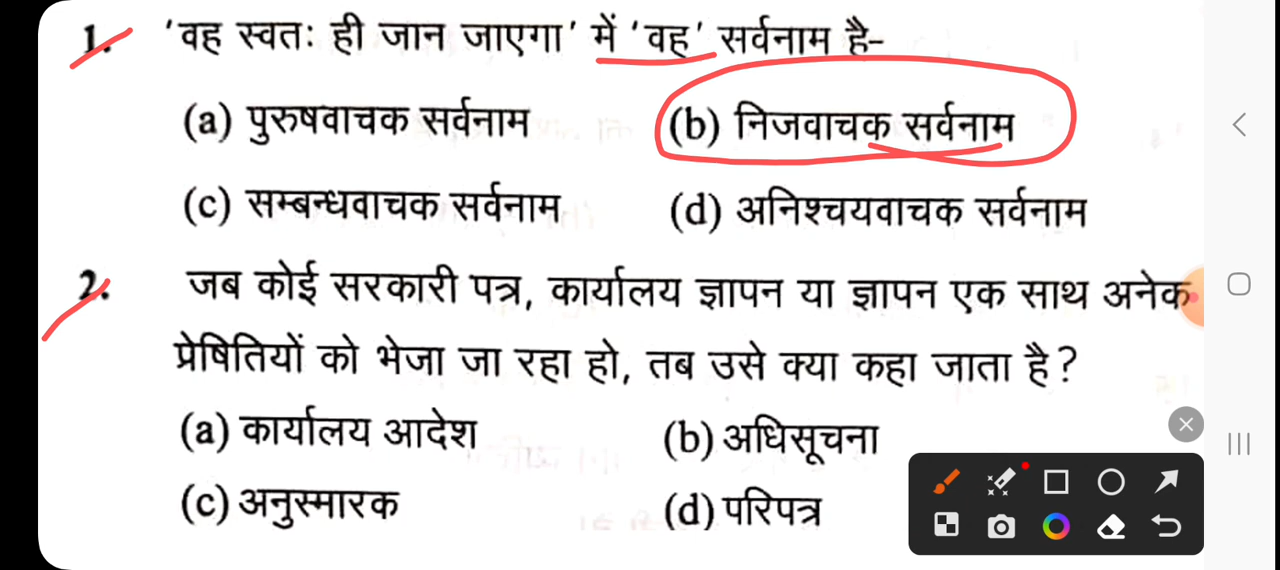 1. 'वह स्वतः ही जान जाएगा' में 'वह' सर्वनाम है-
(a) पुरुषवाचक सर्वनाम (b) निजवाचक सर्वनाम
(c) सम्बन्धवाचक सर्वनाम (d) अनिश्चयवाचक सर्वनाम
2. जब कोई सरकारी पत्र, कार्यालय ज्ञापन या ज्ञापन एक साथ अनेक
प्रेषितियों को भेजा जा रहा हो, तब उसे क्या कहा जाता है?
(a) कार्यालय आदेश (b) अधिसूचना
(c) अनुस्मारक (d) परिपत्र